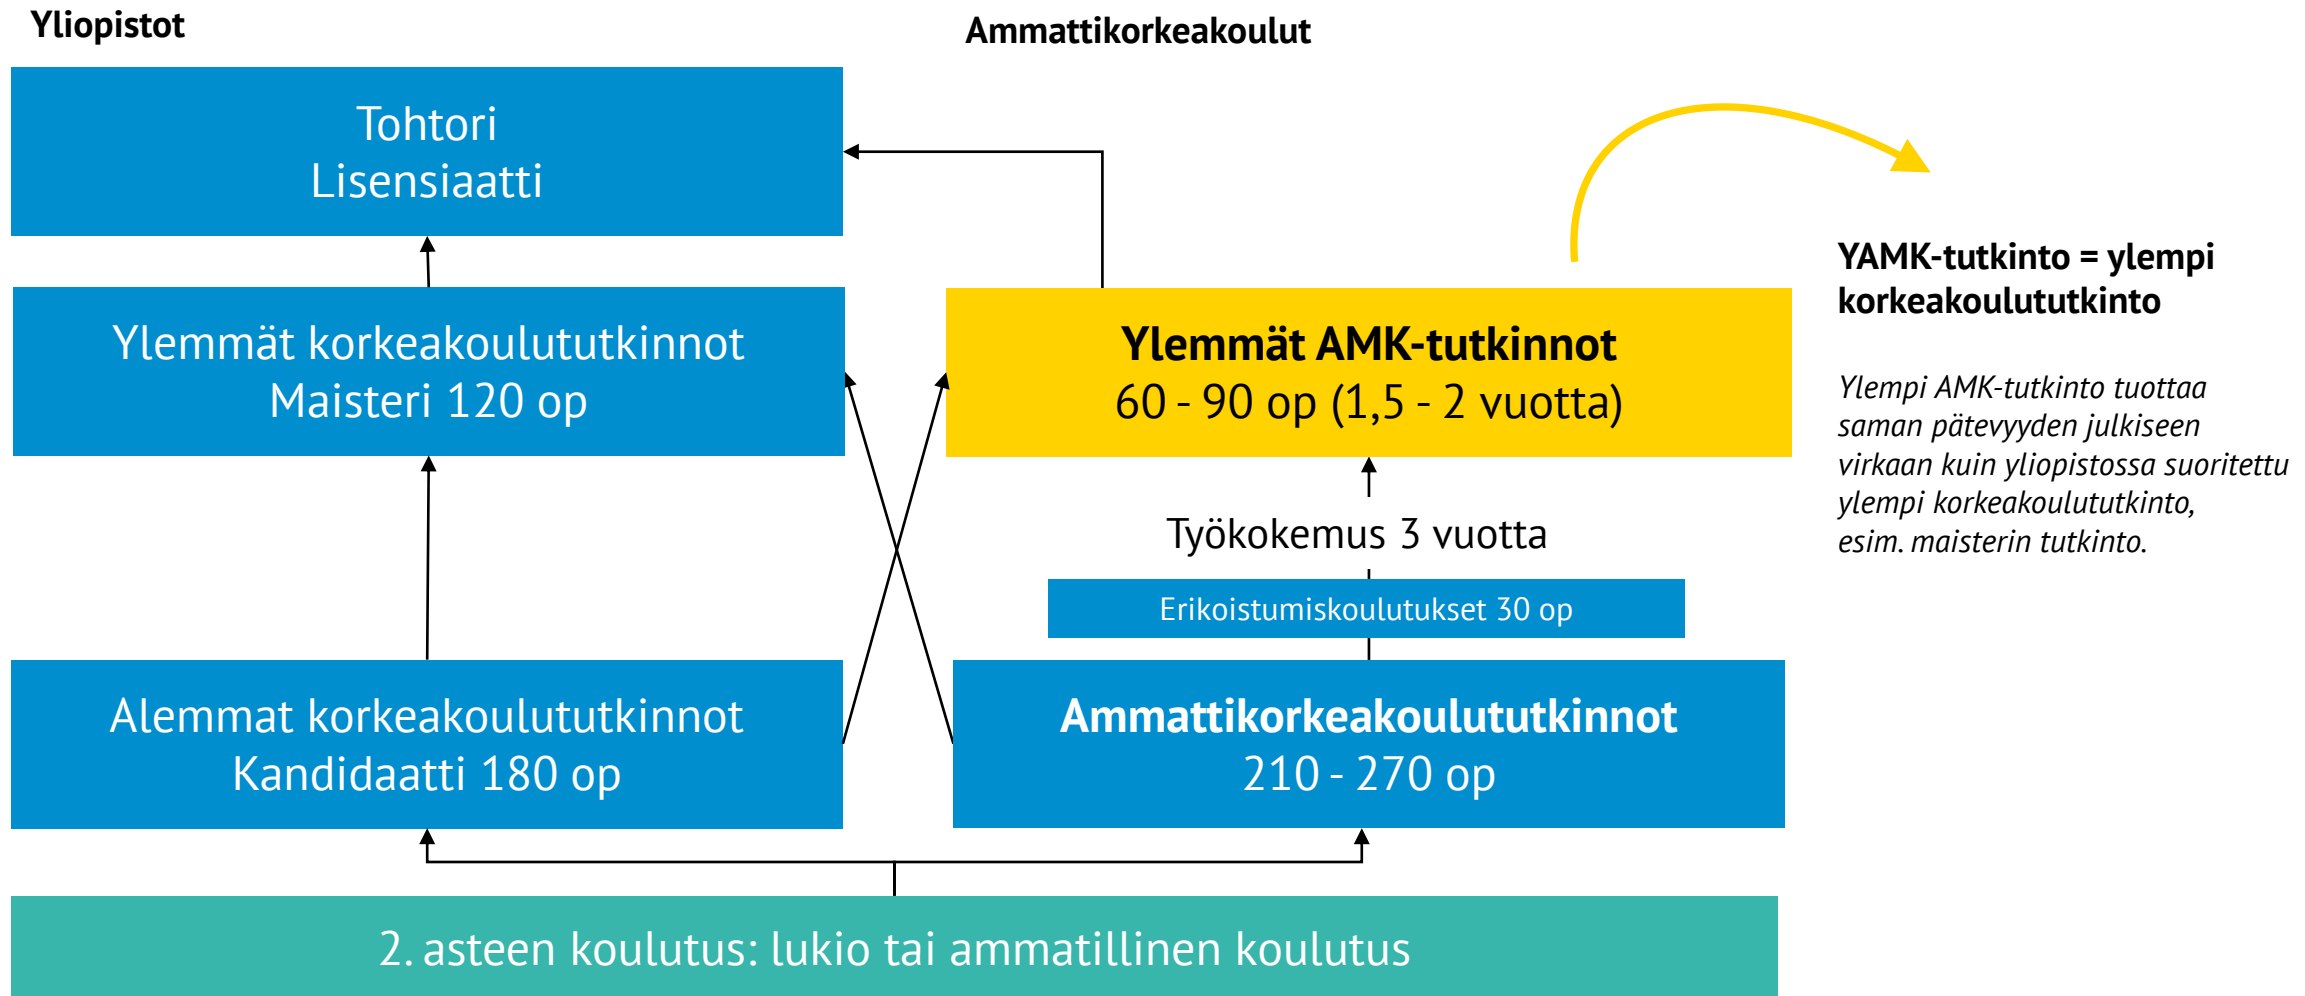 Yliopistot
Ammattikorkeakoulut
Tohtori
Lisensiaatti
Ylemmät korkeakoulututkinnot
Maisteri 120 op
Ylemmät AMK-tutkinnot
60 - 90 op (1,5 - 2 vuotta)
YAMK-tutkinto = ylempi
korkeakoulututkinto
Ylempi AMK-tutkinto tuottaa
saman pätevyyden julkiseen
virkaan kuin yliopistossa suoritettu
ylempi korkeakoulututkinto,
esim. maisterin tutkinto.
Työkokemus 3 vuotta
Erikoistumiskoulutukset 30 op
Alemmat korkeakoulututkinnot
Kandidaatti 180 op
Ammattikorkeakoulututkinnot
210 - 270 op
2. asteen koulutus: lukio tai ammatillinen koulutus